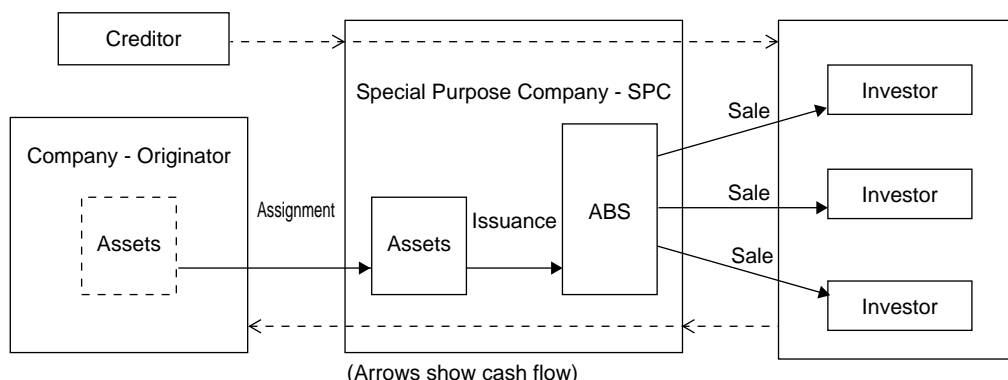 Creditor
Special Purpose Company - SPC
Company - Originator
Assets
Assignment
Assets
Issuance
ABS
Sale
Sale
Sale
Investor
Investor
Investor
(Arrows show cash flow)